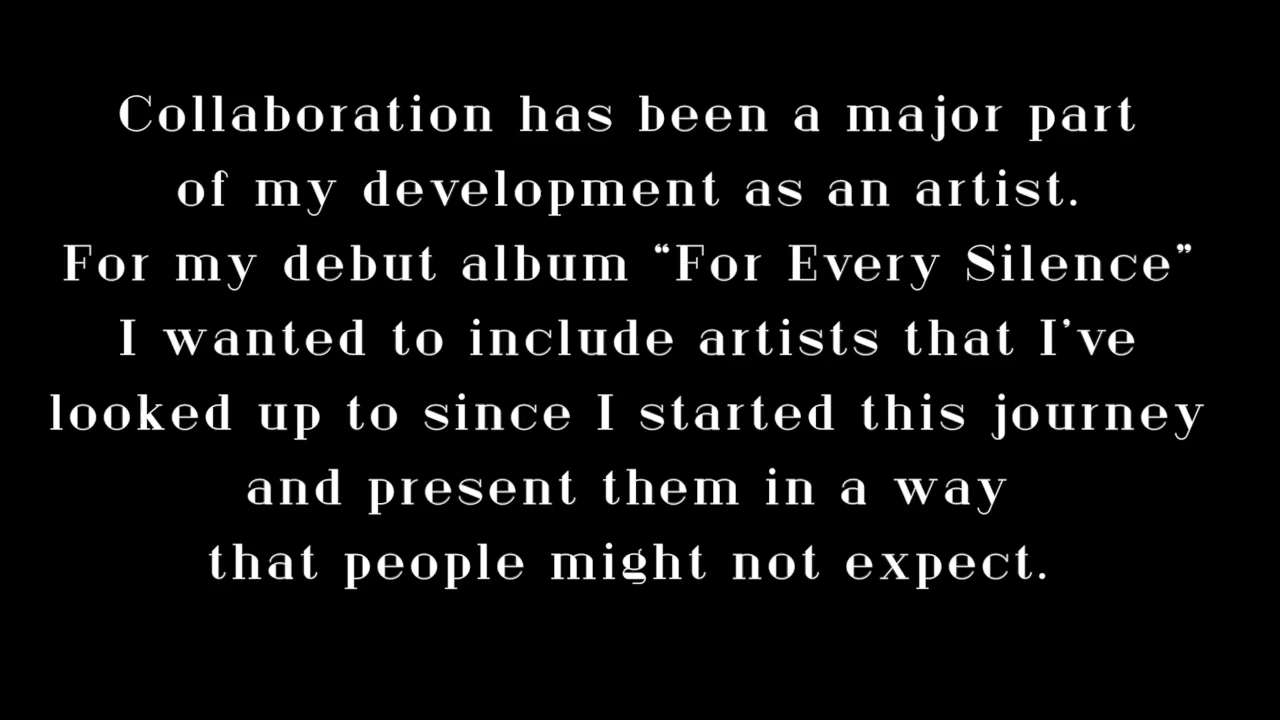 Collaboration has been a major part
of my development as an artist.
For my debut album “For Every Silence”
I wanted to include artists that I’ve
looked up to since I started this journey
and present them in a way
that people might not expect.